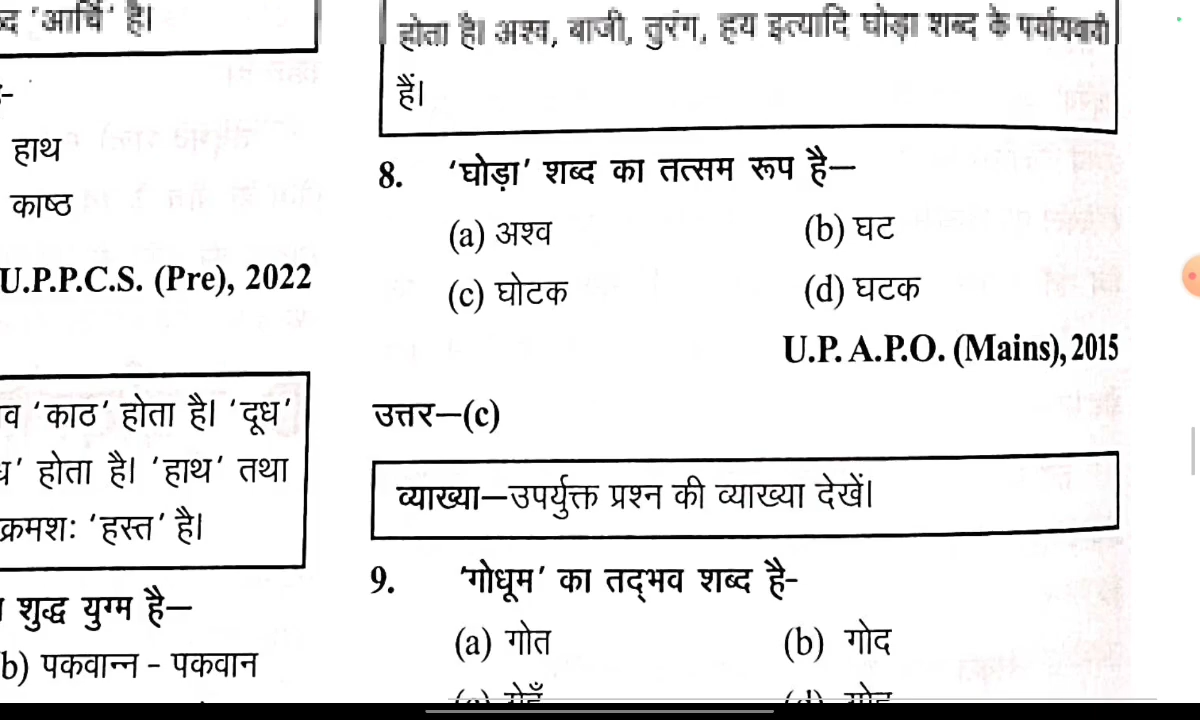 द 'आर्चि' है।
हाथ
काष्ठ
U.P.P.C.S. (Pre), 2022
व 'काठ' होता है। 'दूध'
होता है। 'हाथ' तथा
क्रमशः 'हस्त' है।
शुद्ध युग्म है–
b) पकवान्न - पकवान
होता है। अश्व, बाजी, तुरंग, हय इत्यादि घोड़ा शब्द के पर्यायवाची
हैं।
8. 'घोड़ा' शब्द का तत्सम रूप है–
(a) अश्व (b) घट
(c) घोटक (d) घटक
U.P. A.P.O. (Mains), 2015
उत्तर–(c)
व्याख्या–उपर्युक्त प्रश्न की व्याख्या देखें।
9. 'गोधूम' का तद्भव शब्द है-
(a) गोत (b) गोद